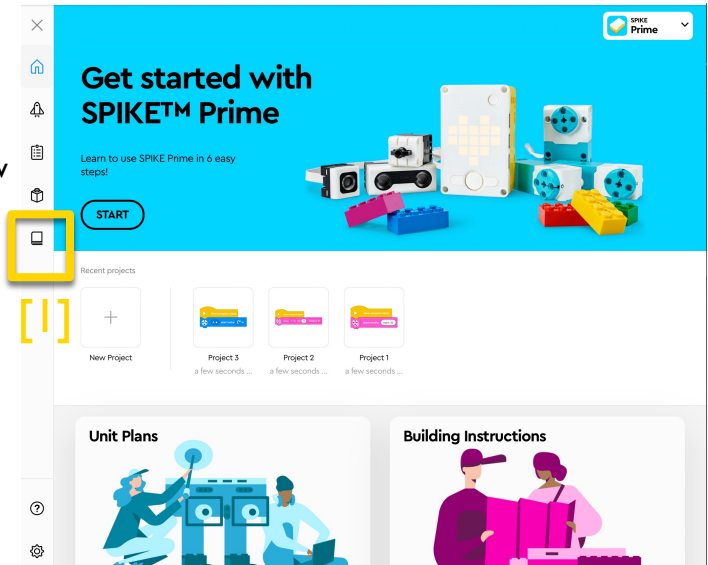 SPIKE
Prime
Get started with
SPIKE™ Prime
Learn to use SPIKE Prime in 6 easy
steps!
START
Recent projects
New Project
Project 3
a few seconds ...
Project 2
a few seconds ...
Project 1
a few seconds ...
Unit Plans
Building Instructions